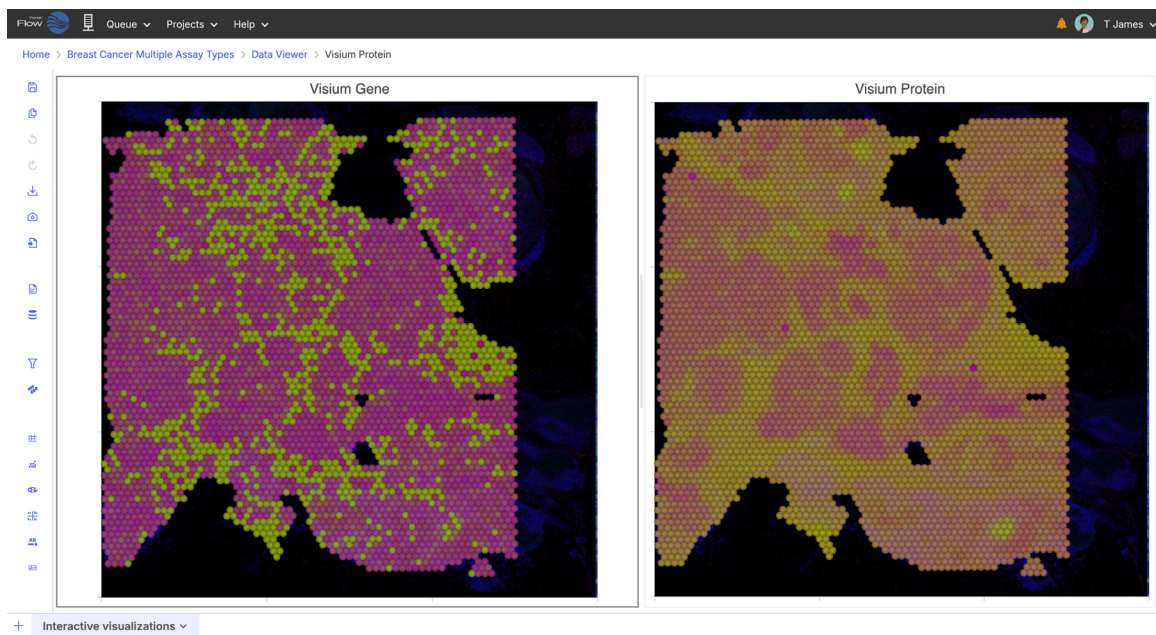 Partek
Flow
Queue
Projects
Help
T James
Home > Breast Cancer Multiple Assay Types > Data Viewer > Visium Protein
Visium Gene
Visium Protein
+ Interactive visualizations